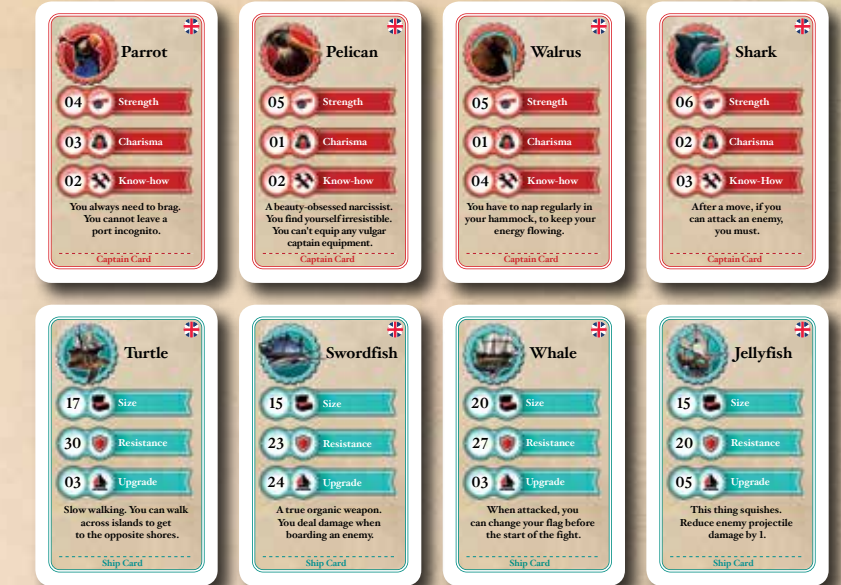 Parrot
04 Strength
03 Charisma
02 Know-how
You always need to brag.
You cannot leave a
port incognito.
Captain Card
Pelican
05 Strength
01 Charisma
02 Know-how
A beauty-obsessed narcissist.
You find yourself irresistible.
You can't equip any vulgar
captain equipment.
Captain Card
Walrus
05 Strength
01 Charisma
04 Know-how
You have to nap regularly in
your hammock, to keep your
energy flowing.
Captain Card
Shark
06 Strength
02 Charisma
03 Know-How
After a move, if you
can attack an enemy,
you must.
Captain Card
Turtle
17 Size
30 Resistance
03 Upgrade
Slow walking. You can walk
across islands to get
to the opposite shores.
Ship Card
Swordfish
15 Size
23 Resistance
24 Upgrade
A true organic weapon.
You deal damage when
boarding an enemy.
Ship Card
Whale
20 Size
27 Resistance
03 Upgrade
When attacked, you
can change your flag before
the start of the fight.
Ship Card
Jellyfish
15 Size
20 Resistance
05 Upgrade
This thing squishes.
Reduce enemy projectile
damage by 1.
Ship Card